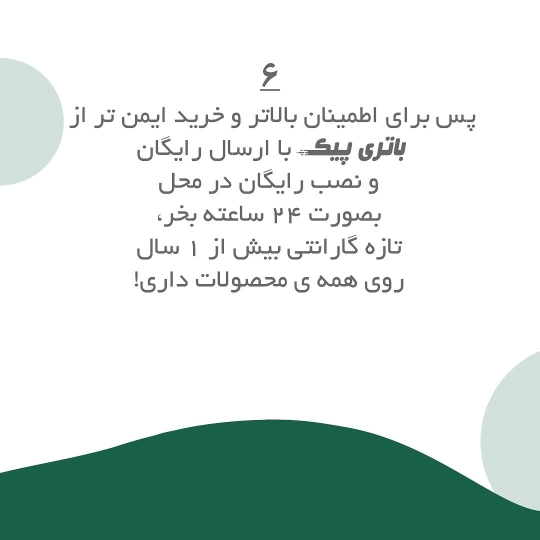 ۶
پس برای اطمینان بالاتر و خرید ایمن تر از
باتری پیک با ارسال رایگان
و نصب رایگان در محل
بصورت ۲۴ ساعته بخر،
تازه گارانتی بیش از ۱ سال
روی همه ی محصولات داری!